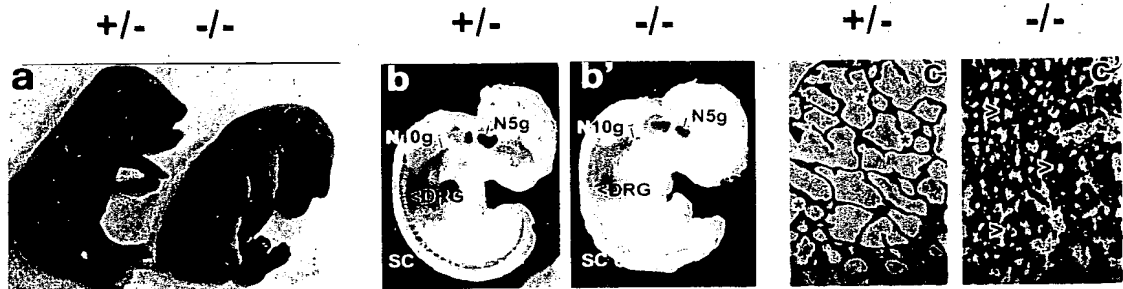 +/- -/- +/- -/- +/- -/-
a b b' c c'
N5g N5g
N10g N10g
<DRG <DRG
SC SC